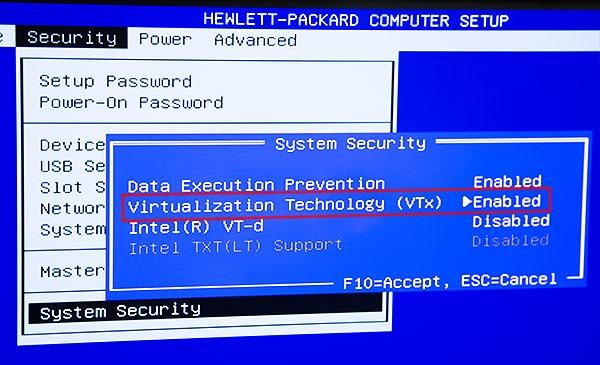 HEWLETT-PACKARD COMPUTER SETUP
e Security Power Advanced
Setup Password
Power-On Password
Device
USB Se
Slot S
Networ
System
Master
System Security
System Security
Data Execution Prevention Enabled
Virtualization Technology (VTx) ►Enabled
Intel(R) VT-d Disabled
Intel TXT(LT) Support Disabled
F10=Accept, ESC=Cancel